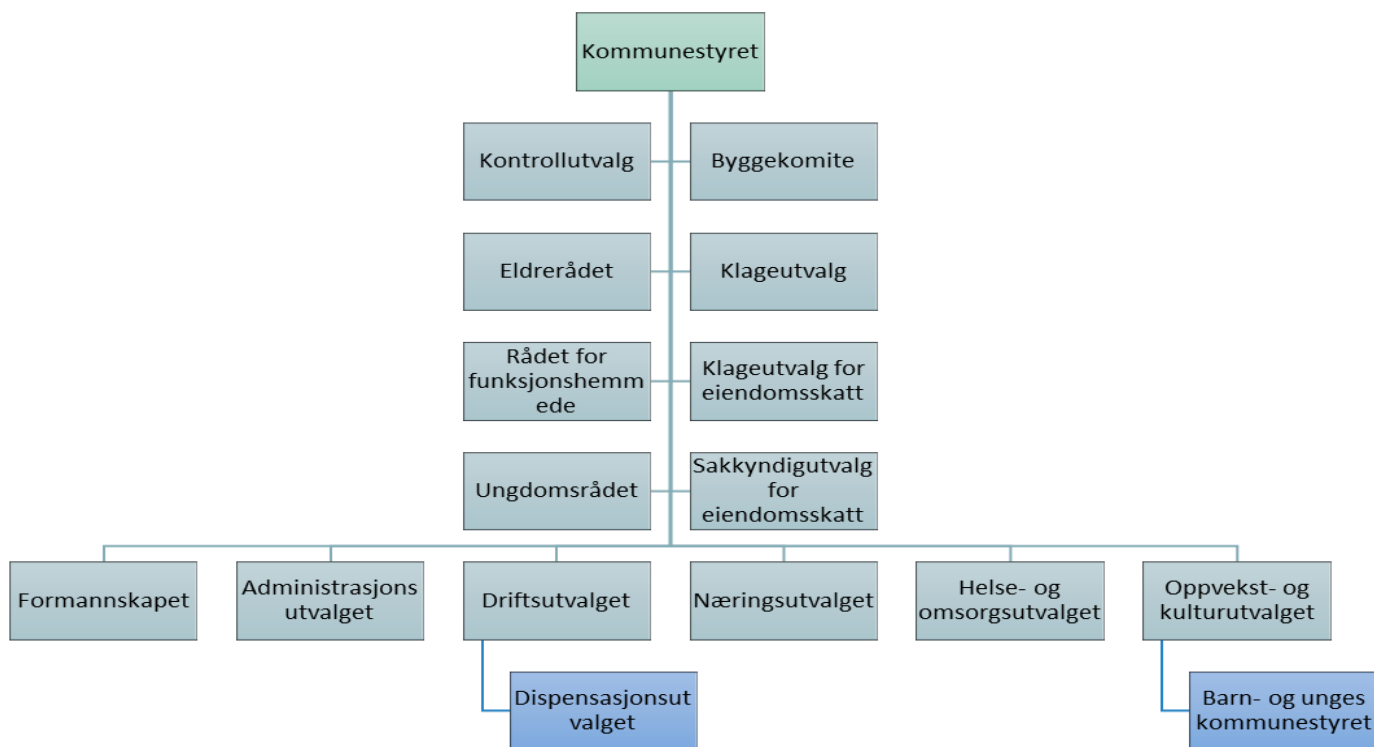 Kommunestyret
Kontrollutvalg
Byggekomite
Eldrerådet
Klageutvalg
Rådet for
funksjonshemm
ede
Klageutvalg for
eiendomsskatt
Ungdomsrådet
Sakkyndigutvalg
for
eiendomsskatt
Formannskapet
Administrasjons
utvalget
Driftsutvalget
Næringsutvalget
Helse- og
omsorgsutvalget
Oppvekst- og
kulturutvalget
Dispensasjonsut
valget
Barn- og unges
kommunestyret